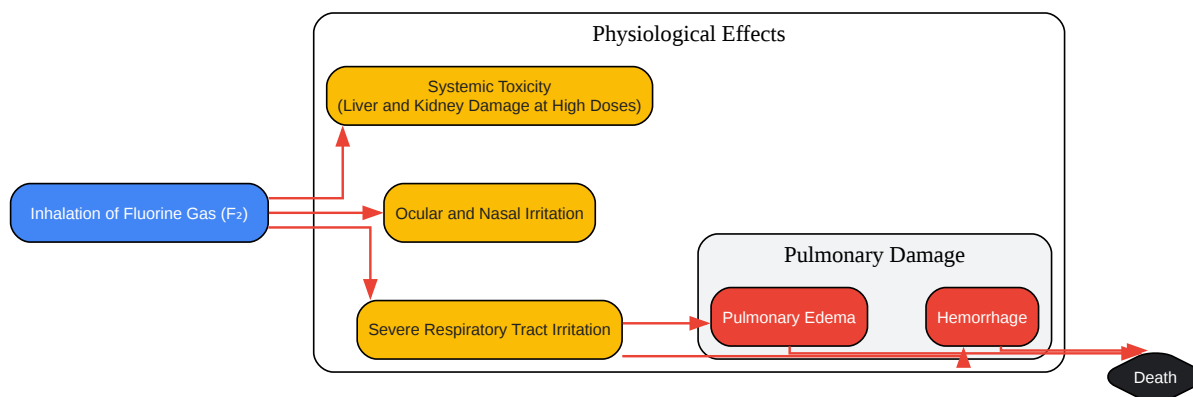 Physiological Effects
Systemic Toxicity
(Liver and Kidney Damage at High Doses)
Inhalation of Fluorine Gas (F₂)
Ocular and Nasal Irritation
Pulmonary Damage
Severe Respiratory Tract Irritation
Pulmonary Edema
Hemorrhage
Death